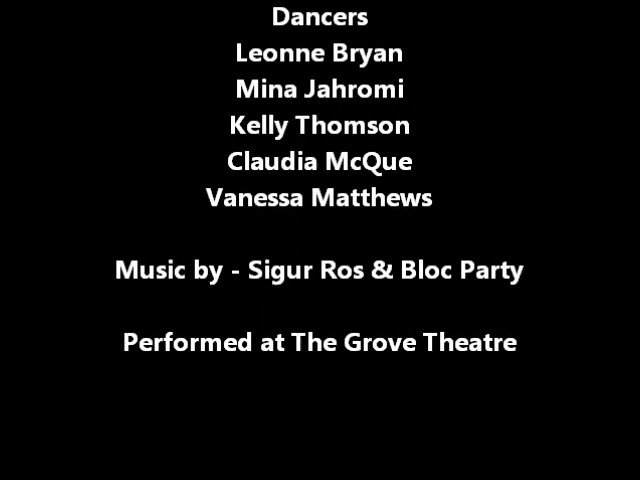 Dancers
Leonne Bryan
Mina Jahromi
Kelly Thomson
Claudia McQue
Vanessa Matthews
Music by - Sigur Ros & Bloc Party
Performed at The Grove Theatre